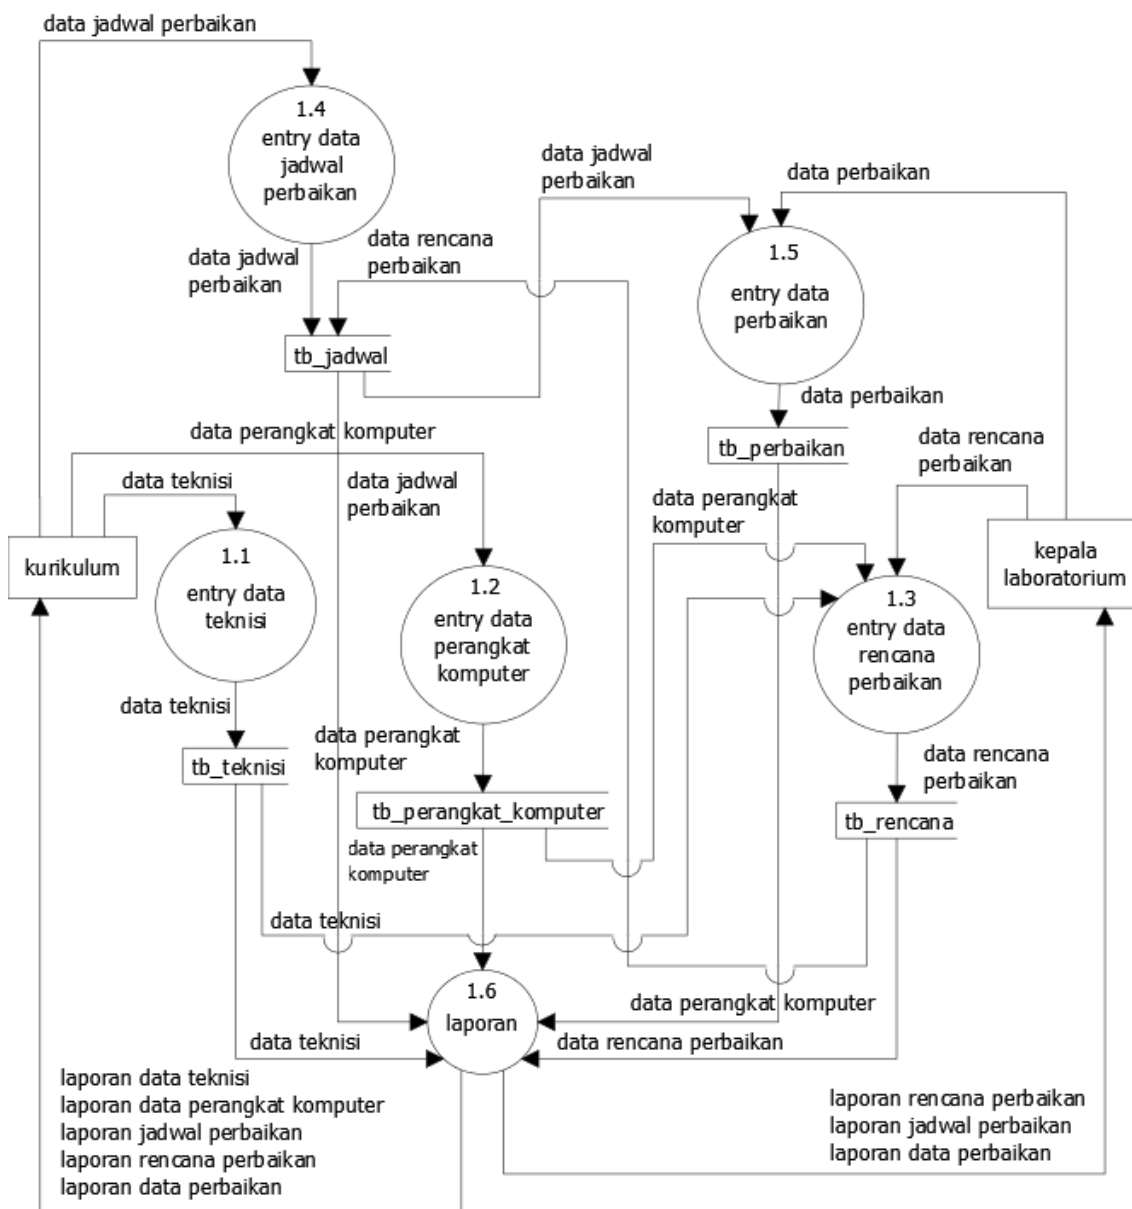 data jadwal perbaikan
1.4
entry data
jadwal
perbaikan
data jadwal
perbaikan
data perbaikan
data jadwal
perbaikan
data rencana
perbaikan
1.5
entry data
perbaikan
tb_jadwal
data perbaikan
data perangkat komputer
tb_perbaikan
data rencana
perbaikan
data teknisi
data jadwal
perbaikan
data perangkat
komputer
kurikulum
1.1
entry data
teknisi
1.2
entry data
perangkat
komputer
kepala
laboratorium
1.3
entry data
rencana
perbaikan
data teknisi
data perangkat
komputer
data rencana
perbaikan
tb_teknisi
tb_perangkat_komputer
tb_rencana
data perangkat
komputer
data teknisi
1.6
laporan
data perangkat komputer
data teknisi
data rencana perbaikan
laporan data teknisi
laporan data perangkat komputer
laporan jadwal perbaikan
laporan rencana perbaikan
laporan data perbaikan
laporan rencana perbaikan
laporan jadwal perbaikan
laporan data perbaikan